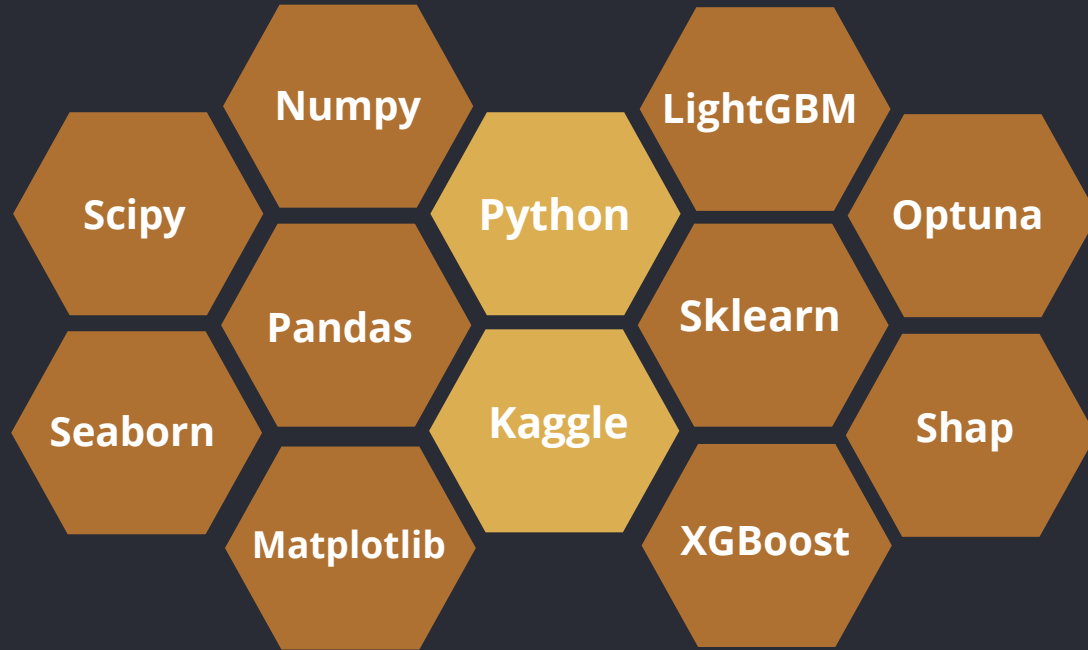 Numpy
LightGBM
Scipy
Python
Optuna
Pandas
Sklearn
Seaborn
Kaggle
Shap
Matplotlib
XGBoost